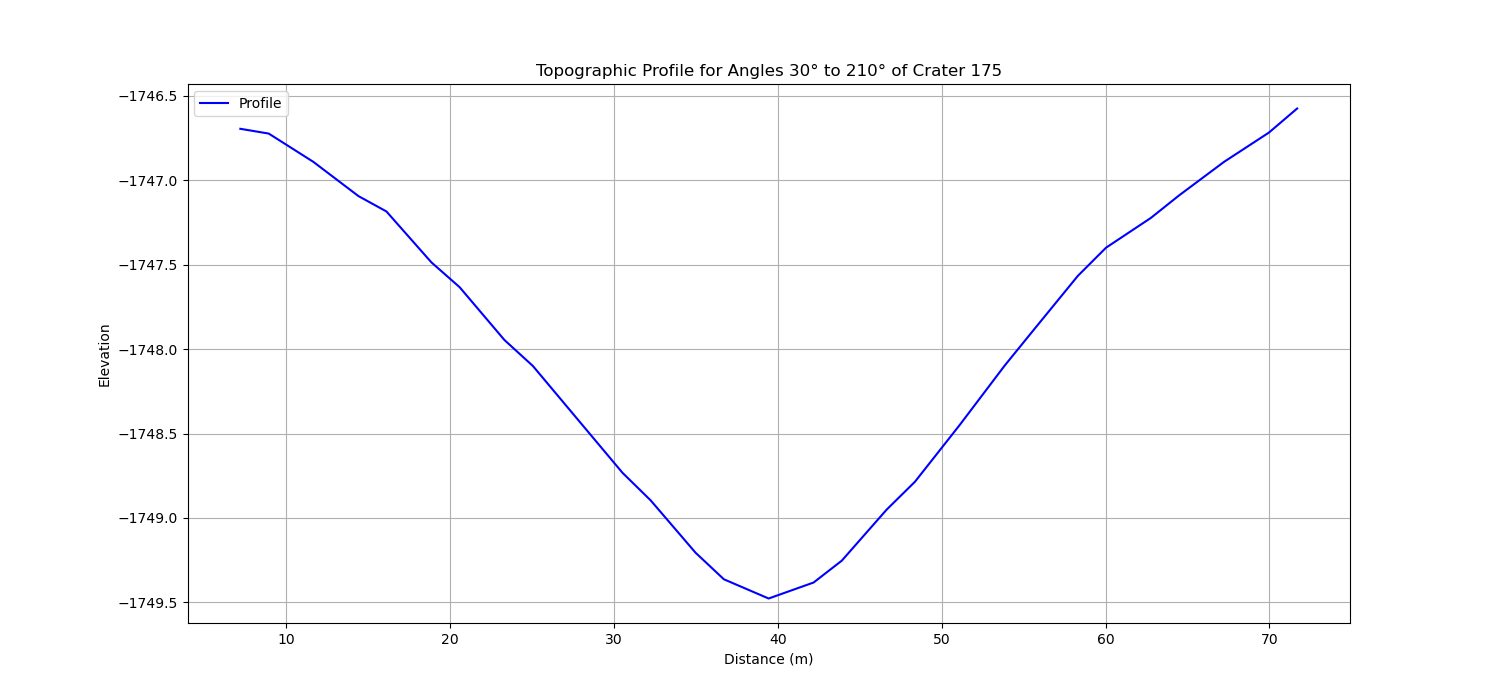 Topographic Profile for Angles 30° to 210° of Crater 175
Profile
−1746.5
−1747.0
−1747.5
−1748.0
−1748.5
−1749.0
−1749.5
Elevation
10 20 30 40 50 60 70
Distance (m)